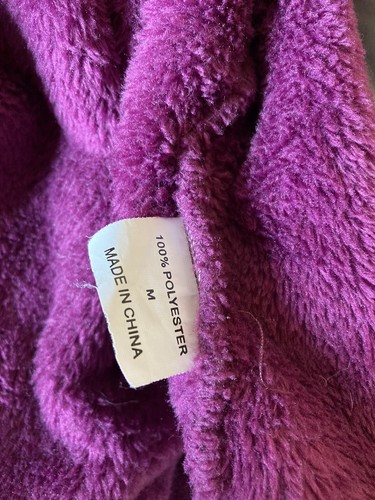 100% POLYESTER
M
MADE IN CHINA